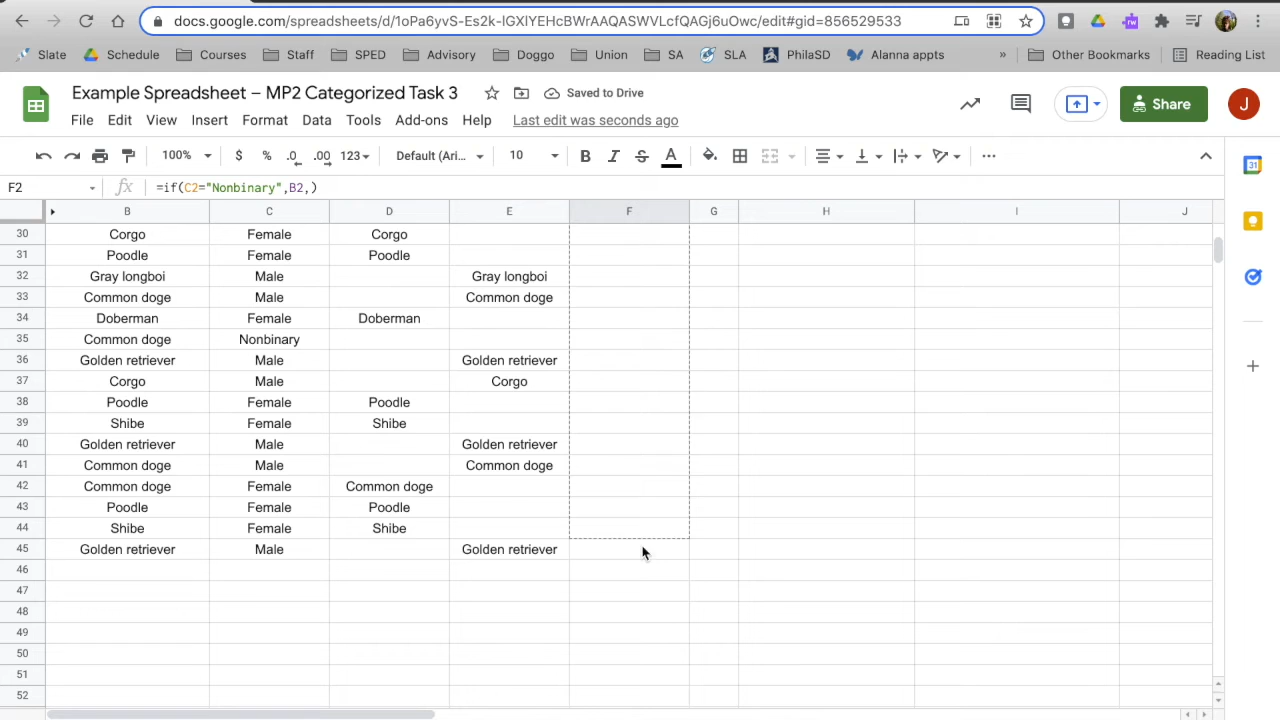 docs.google.com/spreadsheets/d/1oPa6yvS-Es2k-IGXIYEHcBWrAAQASWVLcfQAGj6uOwc/edit#gid=856529533
Slate Schedule Courses Staff SPED Advisory Doggo Union SA SLA PhilaSD Alanna appts » Other Bookmarks Reading List
Example Spreadsheet – MP2 Categorized Task 3 Saved to Drive
File Edit View Insert Format Data Tools Add-ons Help Last edit was seconds ago
Share J
100% $ % .0 .00 123 Default (Ari... 10 B I S A
F2 fx =if(C2="Nonbinary",B2,)
B C D E F G H I J
30 Corgo Female Corgo
31 Poodle Female Poodle
32 Gray longboi Male Gray longboi
33 Common doge Male Common doge
34 Doberman Female Doberman
35 Common doge Nonbinary
36 Golden retriever Male Golden retriever
37 Corgo Male Corgo
38 Poodle Female Poodle
39 Shibe Female Shibe
40 Golden retriever Male Golden retriever
41 Common doge Male Common doge
42 Common doge Female Common doge
43 Poodle Female Poodle
44 Shibe Female Shibe
45 Golden retriever Male Golden retriever
46
47
48
49
50
51
52